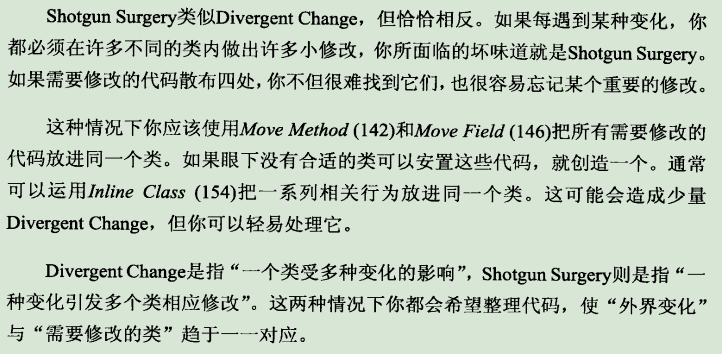 Shotgun Surgery类似Divergent Change，但恰恰相反。如果每遇到某种变化，你
都必须在许多不同的类内做出许多小修改，你所面临的坏味道就是Shotgun Surgery。
如果需要修改的代码散布四处，你不但很难找到它们，也很容易忘记某个重要的修改。
这种情况下你应该使用Move Method (142)和Move Field (146)把所有需要修改的
代码放进同一个类。如果眼下没有合适的类可以安置这些代码，就创造一个。通常
可以运用Inline Class (154)把一系列相关行为放进同一个类。这可能会造成少量
Divergent Change，但你可以轻易处理它。
Divergent Change是指“一个类受多种变化的影响”，Shotgun Surgery则是指“一
种变化引发多个类相应修改”。这两种情况下你都会希望整理代码，使“外界变化”
与“需要修改的类”趋于一一对应。